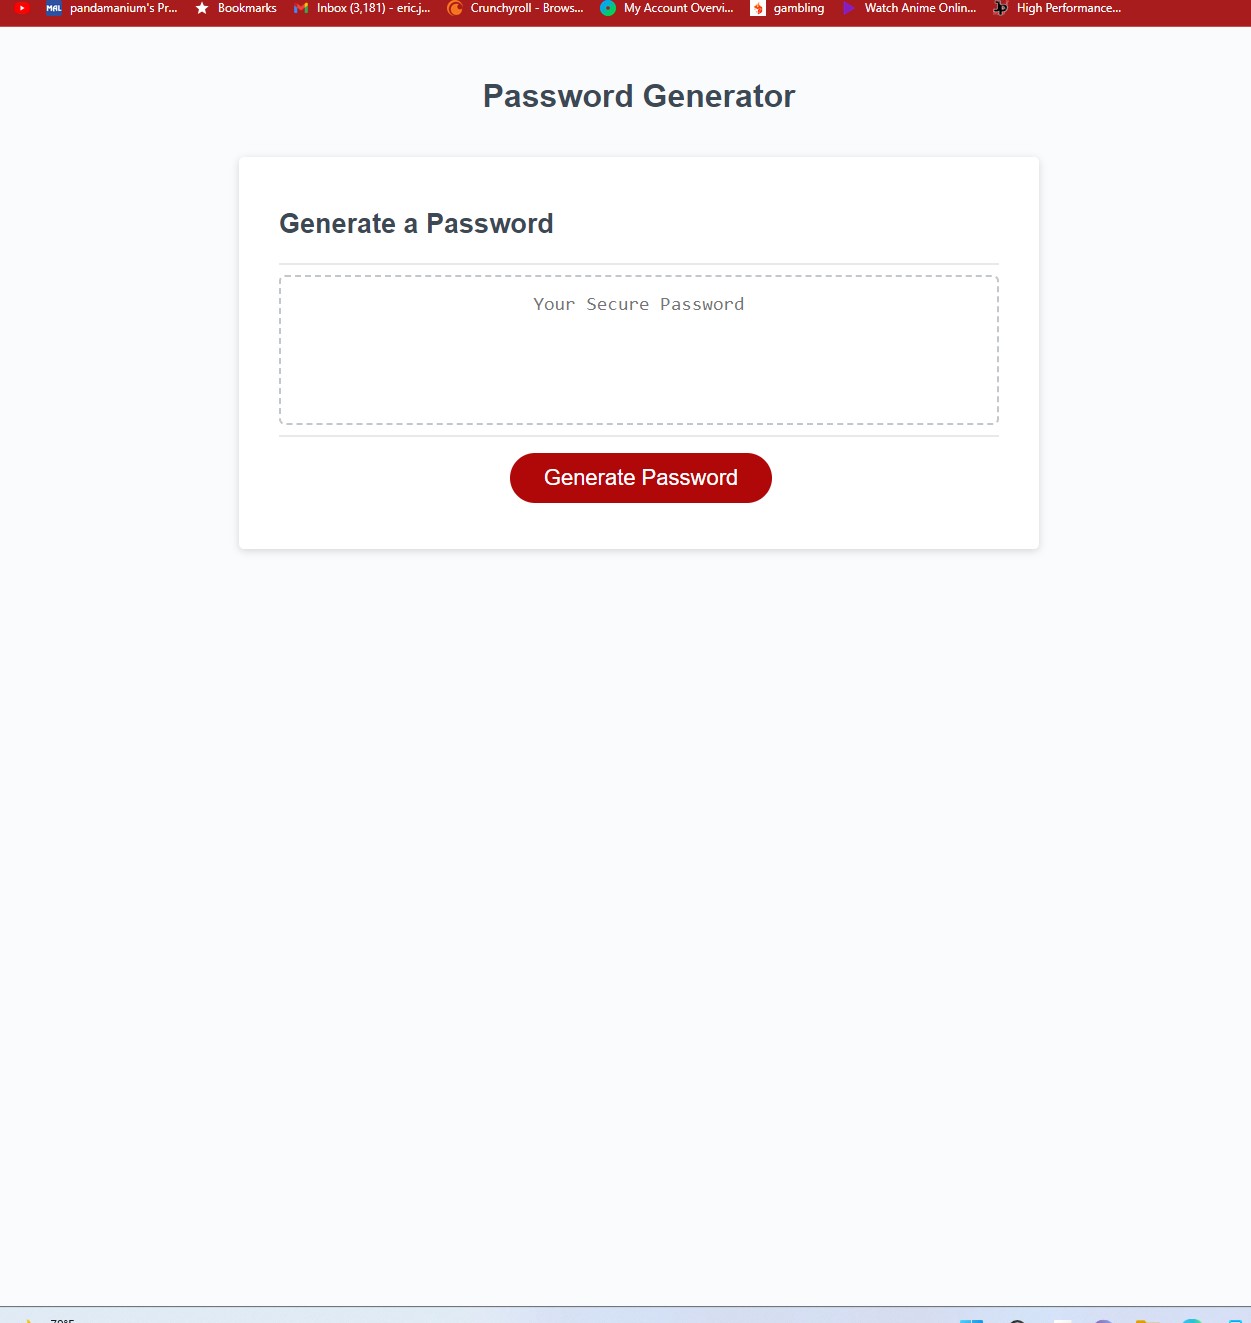 MAL pandamanium's Pr... Bookmarks Inbox (3,181) - eric.j... Crunchyroll - Brows... My Account Overvi... gambling Watch Anime Onlin... High Performance...
Password Generator
Generate a Password
Your Secure Password
Generate Password